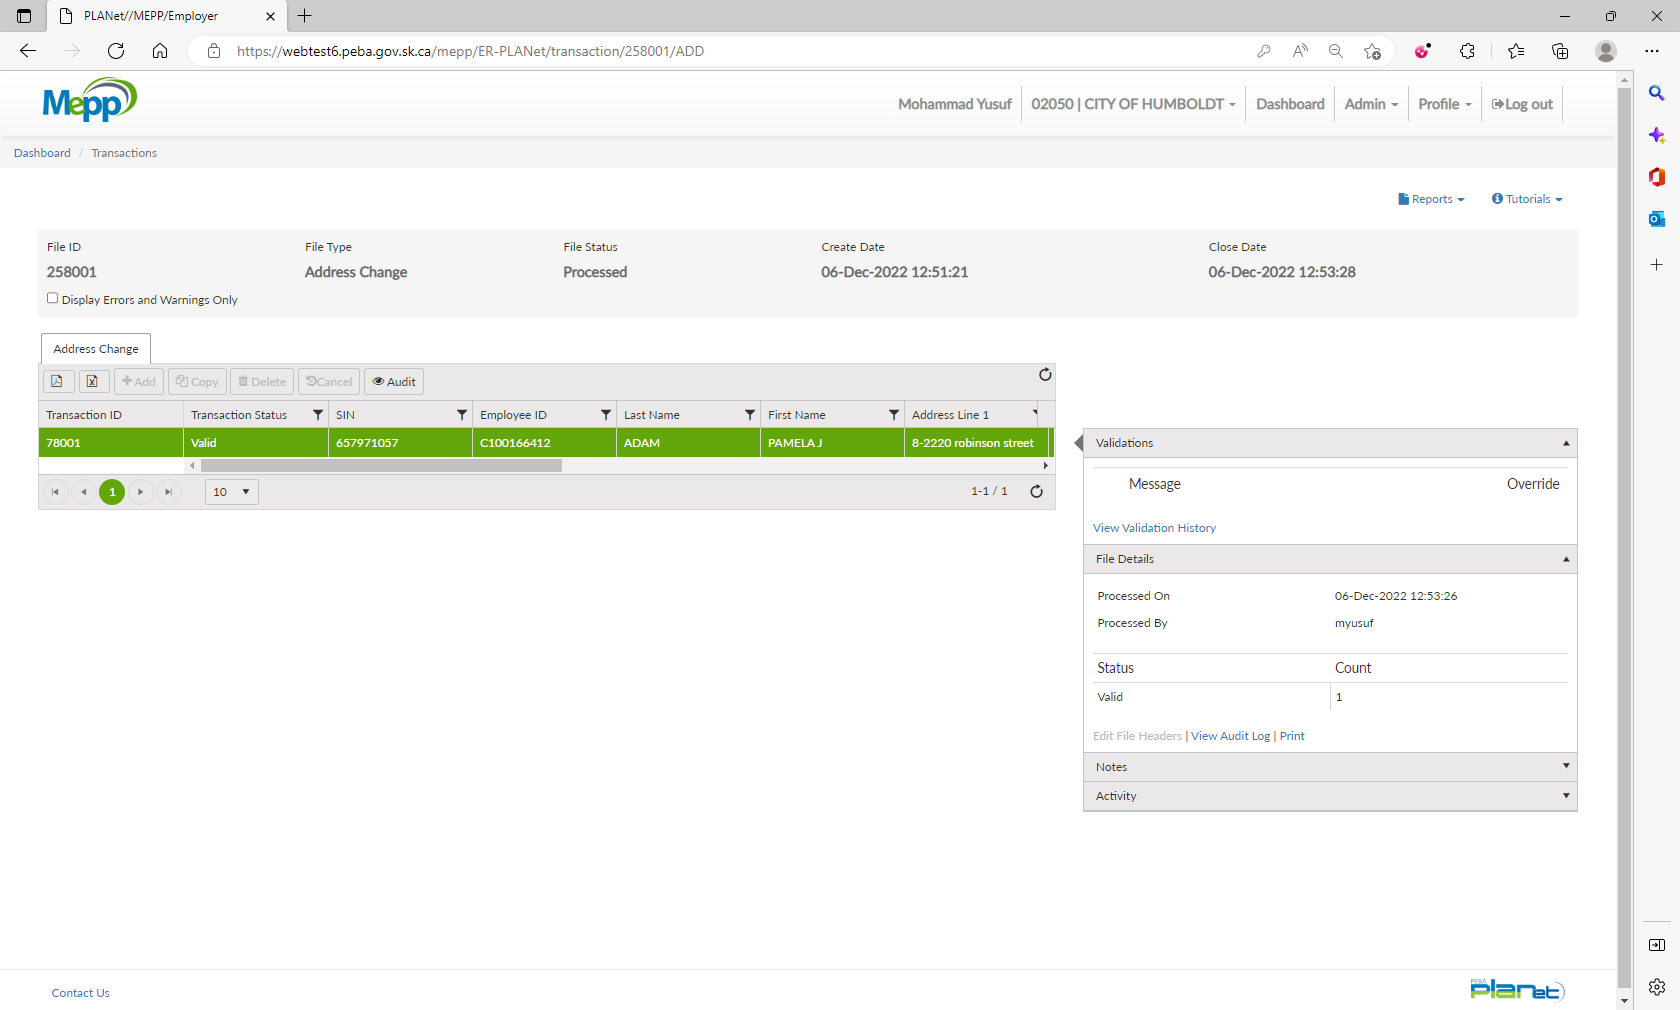 PLANet//MEPP/Employer
https://webtest6.peba.gov.sk.ca/mepp/ER-PLANet/transaction/258001/ADD
Mepp
Mohammad Yusuf
02050 | CITY OF HUMBOLDT
Dashboard
Admin
Profile
Log out
Dashboard / Transactions
Reports
Tutorials
File ID
File Type
File Status
Create Date
Close Date
258001
Address Change
Processed
06-Dec-2022 12:51:21
06-Dec-2022 12:53:28
Display Errors and Warnings Only
Address Change
Add
Copy
Delete
Cancel
Audit
Transaction ID
Transaction Status
SIN
Employee ID
Last Name
First Name
Address Line 1
78001
Valid
657971057
C100166412
ADAM
PAMELA J
8-2220 robinson street
1
10
1-1 / 1
Validations
Message
Override
View Validation History
File Details
Processed On
06-Dec-2022 12:53:26
Processed By
myusuf
Status
Count
Valid
1
Edit File Headers | View Audit Log | Print
Notes
Activity
Contact Us
PEBA
planet